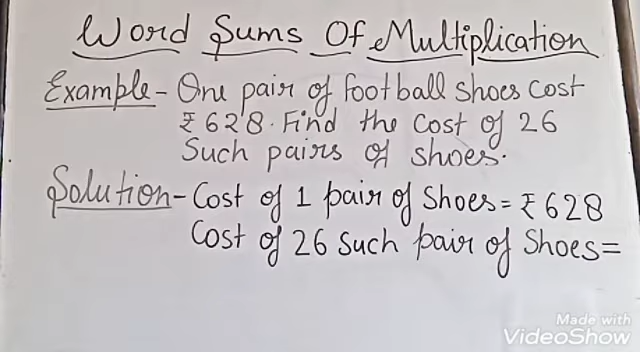 Word Sums Of Multiplication
Example- One pair of football shoes cost
₹628. Find the cost of 26
Such pairs of shoes.
Solution- Cost of 1 pair of Shoes = ₹628
Cost of 26 Such pair of Shoes =
Made with
VideoShow